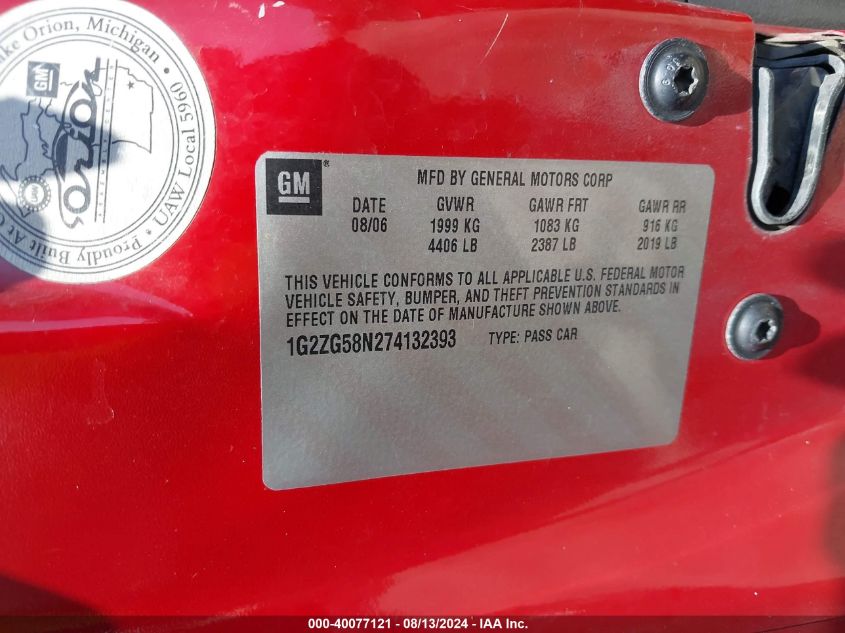 ke Orion, Michigan
UAW Local 5960
Proudly Built At
GM
orion
GM
MFD BY GENERAL MOTORS CORP
DATE GVWR GAWR FRT GAWR RR
08/06 1999 KG 1083 KG 916 KG
4406 LB 2387 LB 2019 LB
THIS VEHICLE CONFORMS TO ALL APPLICABLE U.S. FEDERAL MOTOR
VEHICLE SAFETY, BUMPER, AND THEFT PREVENTION STANDARDS IN
EFFECT ON THE DATE OF MANUFACTURE SHOWN ABOVE.
1G2ZG58N274132393 TYPE: PASS CAR
000-40077121 - 08/13/2024 - IAA Inc.